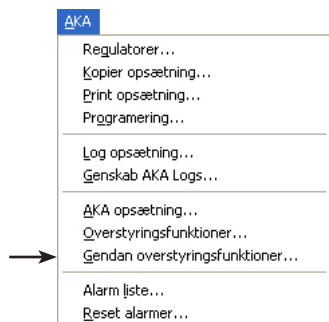 AKA
Regulatorer...
Kopier opsætning...
Print opsætning...
Programering...
Log opsætning...
Genskab AKA Logs...
AKA opsætning...
Overstyringsfunktioner...
Gendan overstyringsfunktioner...
Alarm liste...
Reset alarmer...